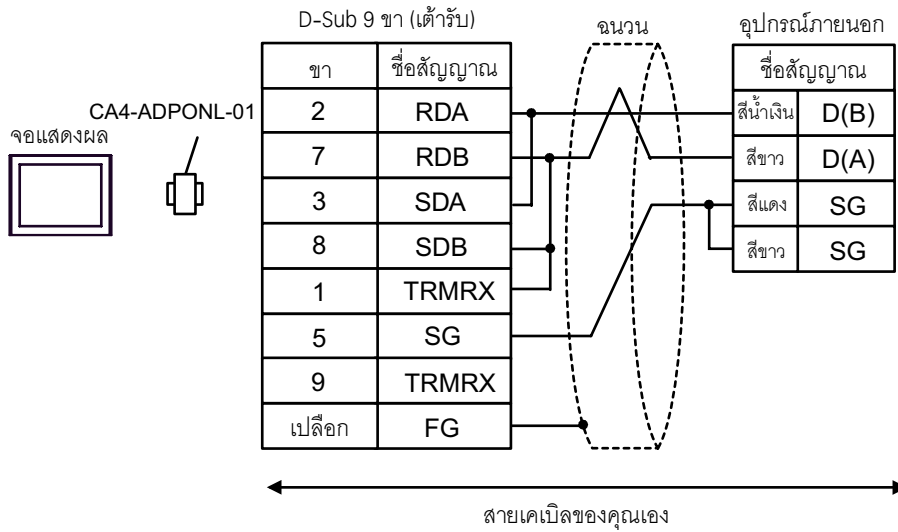 D-Sub 9 ขา (เต้ารับ)
ฉนวน
อุปกรณ์ภายนอก
ขา ชื่อสัญญาณ
ชื่อสัญญาณ
CA4-ADPONL-01
จอแสดงผล
2 RDA
สีน้ำเงิน D(B)
7 RDB
สีขาว D(A)
3 SDA
สีแดง SG
8 SDB
สีขาว SG
1 TRMRX
5 SG
9 TRMRX
เปลือก FG
สายเคเบิลของคุณเอง